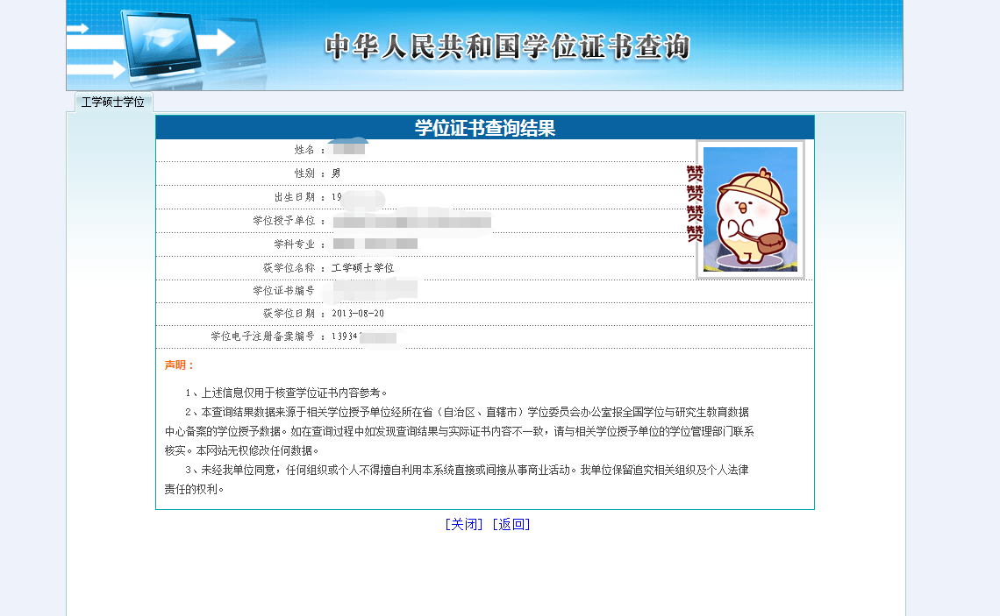 中华人民共和国学位证书查询
工学硕士学位
学位证书查询结果
姓名：
性别：男
出生日期：19
学位授予单位：
学科专业：
获学位名称：工学硕士学位
学位证书编号
获学位日期：2013-08-20
学位电子注册备案编号：13934
赞
赞
赞
赞
声明：
1、上述信息仅用于核查学位证书内容参考。
2、本查询结果数据来源于相关学位授予单位经所在省（自治区、直辖市）学位委员会办公室报全国学位与研究生教育数据
中心备案的学位授予数据。如在查询过程中如发现查询结果与实际证书内容不一致，请与相关学位授予单位的学位管理部门联系
核实。本网站无权修改任何数据。
3、未经我单位同意，任何组织或个人不得擅自利用本系统直接或间接从事商业活动。我单位保留追究相关组织及个人法律
责任的权利。
[关闭] [返回]